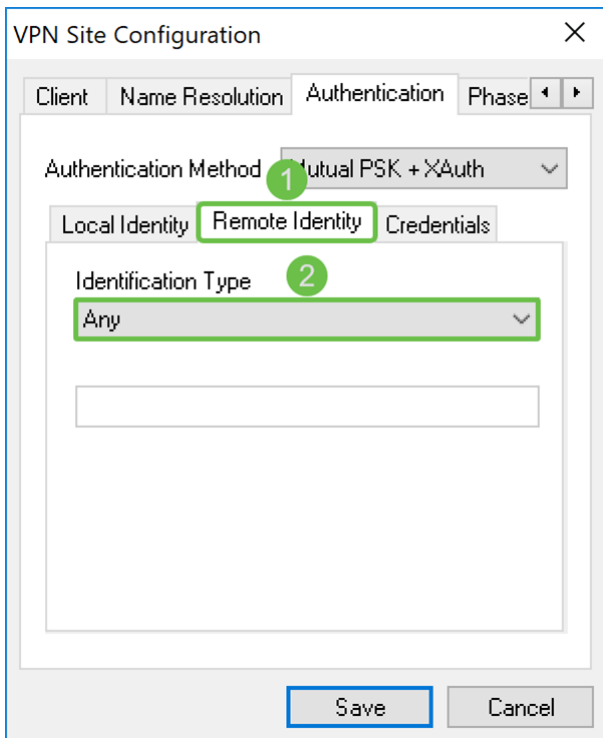 VPN Site Configuration
Client Name Resolution Authentication Phase
Authentication Method Mutual PSK + XAuth
1
Local Identity Remote Identity Credentials
Identification Type 2
Any
Save Cancel